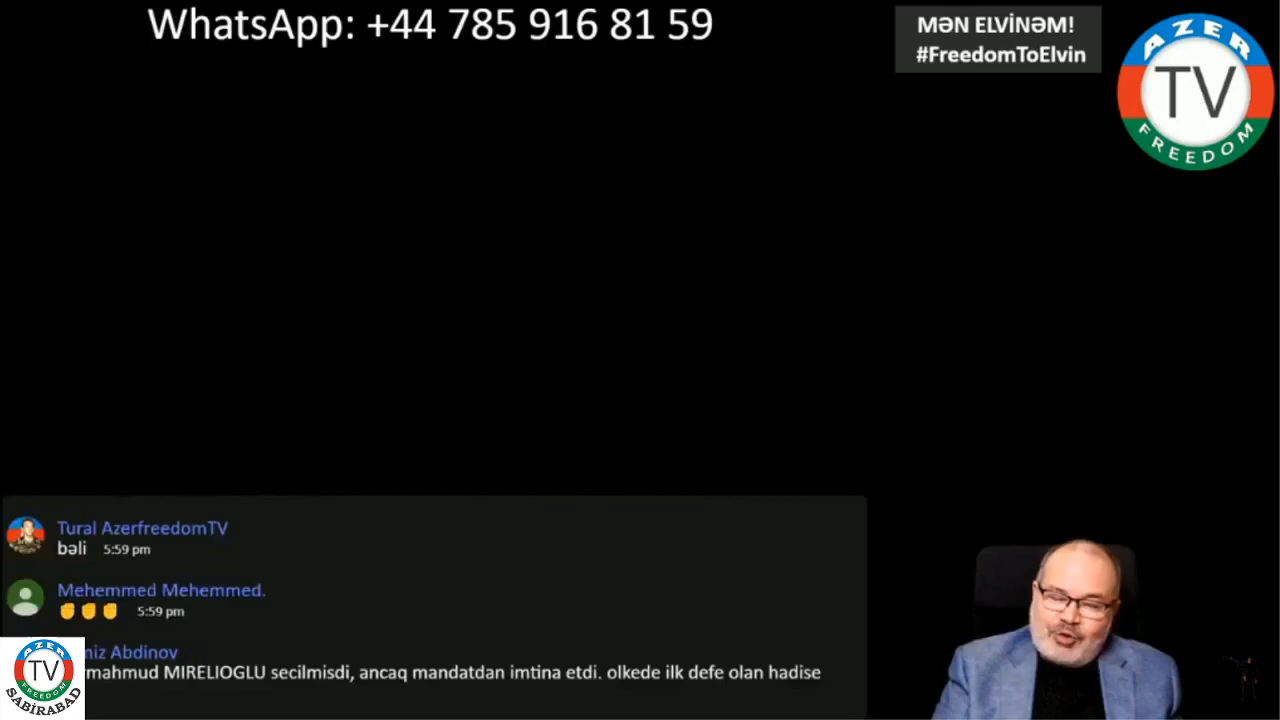 WhatsApp: +44 785 916 81 59
MƏN ELVİNƏM!
#FreedomToElvin
AZER
TV
FREEDOM
Tural AzerfreedomTV
bəli 5:59 pm
Mehemmed Mehemmed.
✊✊✊ 5:59 pm
Abdinov
MIRELIOGLU secilmisdi, ancaq mandatdan imtina etdi. olkede ilk defe olan hadise
AZER
TV
FREEDOM
SABİRABAD